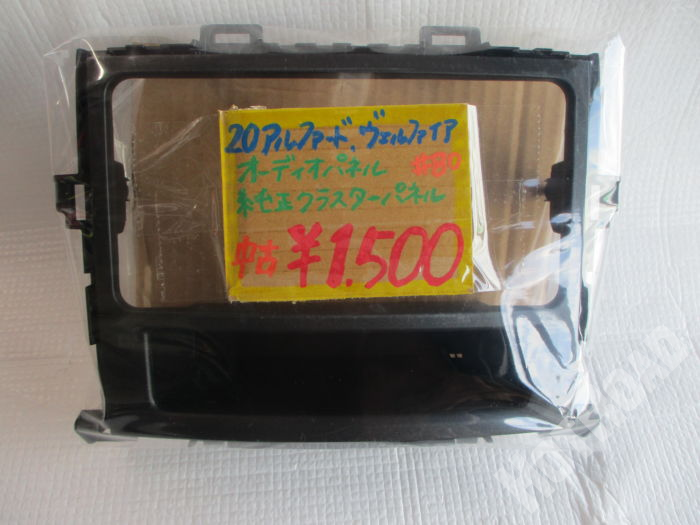 20アルファード、ヴェルファイア
オーディオパネル #80
純正クラスターパネル
中古 ¥1.500